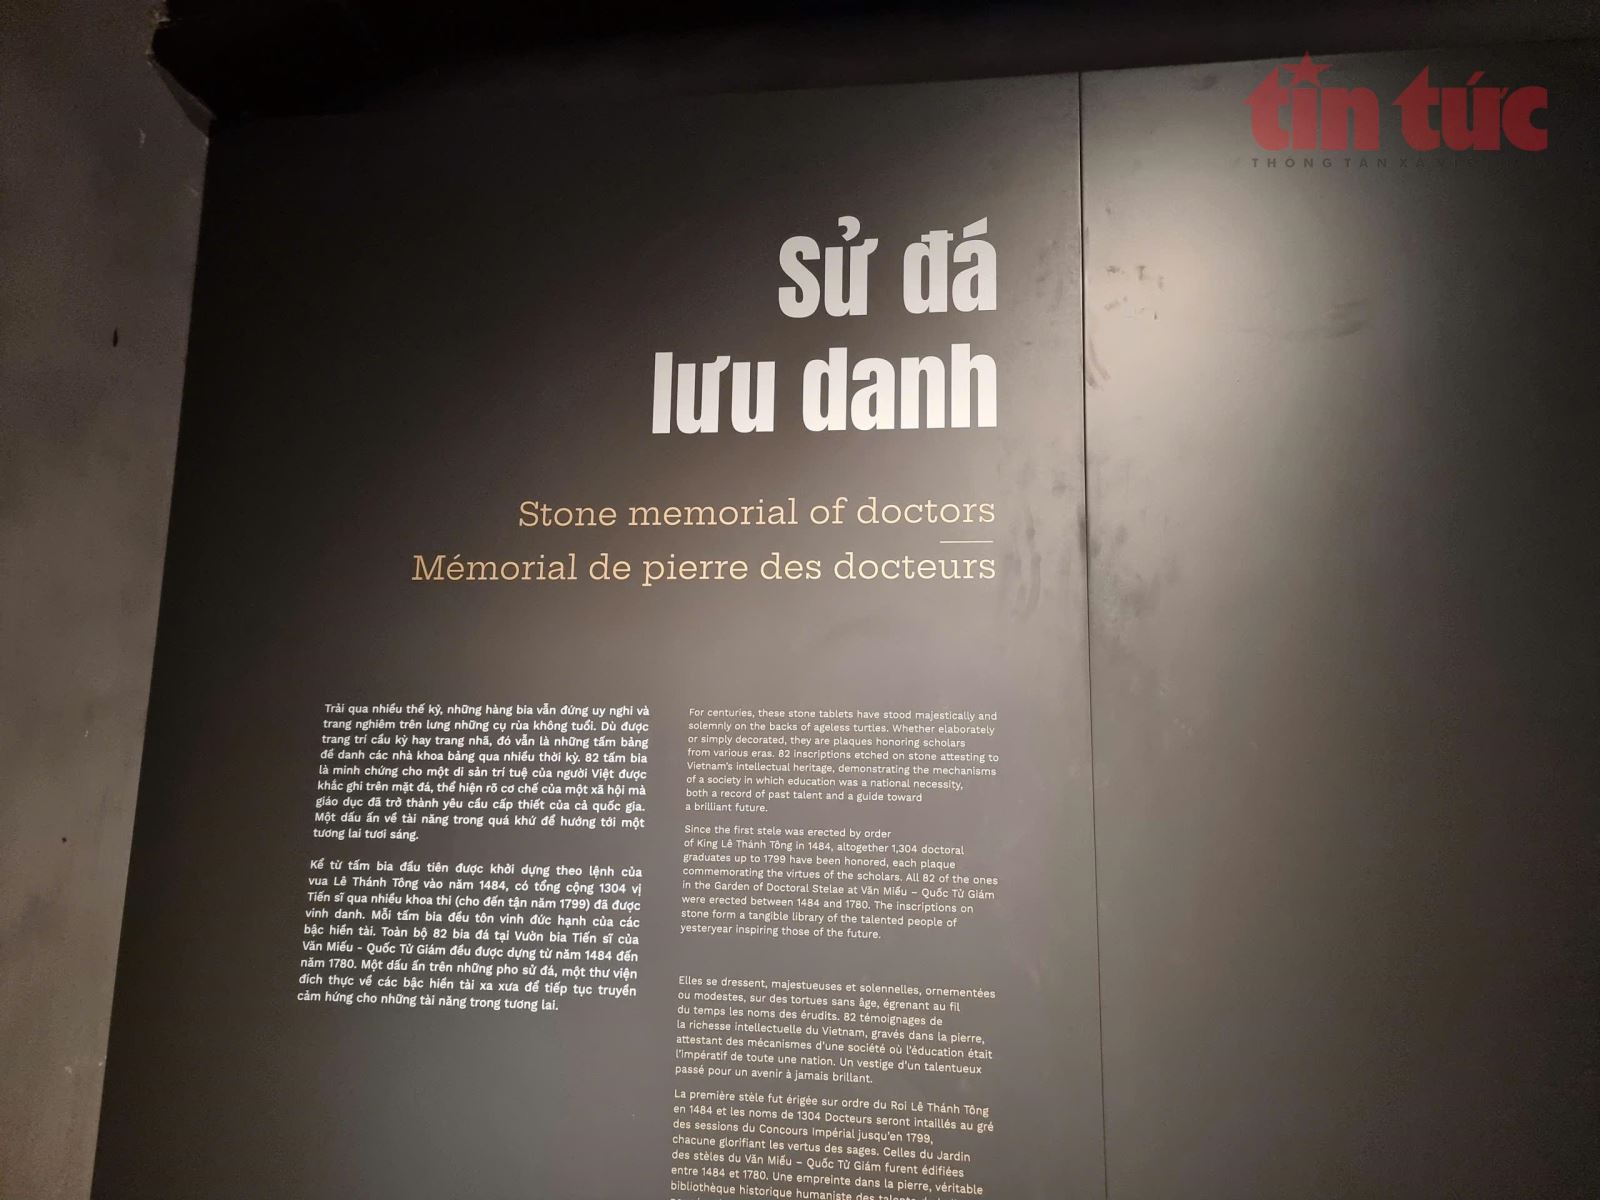 tin tức
THÔNG TẤN XÃ
Sử đá
lưu danh
Stone memorial of doctors
Mémorial de pierre des docteurs
Trải qua nhiều thế kỷ, những hàng bia vẫn đứng uy nghi và
trang nghiêm trên lưng những cụ rùa không tuổi. Dù được
trang trí cầu kỳ hay trang nhã, đó vẫn là những tấm bảng
đề danh các nhà khoa bảng qua nhiều thời kỳ. 82 tấm bia
là minh chứng cho một di sản trí tuệ của người Việt được
khắc ghi trên mặt đá, thể hiện rõ cơ chế của một xã hội mà
giáo dục đã trở thành yêu cầu cấp thiết của cả quốc gia.
Một dấu ấn về tài năng trong quá khứ để hướng tới một
tương lai tươi sáng.
Kể từ tấm bia đầu tiên được khởi dựng theo lệnh của
vua Lê Thánh Tông vào năm 1484, có tổng cộng 1304 vị
Tiến sĩ qua nhiều khoa thi (cho đến tận năm 1799) đã được
vinh danh. Mỗi tấm bia đều tôn vinh đức hạnh của các
bậc hiền tài. Toàn bộ 82 bia đá tại Vườn bia Tiến sĩ của
Văn Miếu - Quốc Tử Giám đều được dựng từ năm 1484 đến
năm 1780. Một dấu ấn trên những pho sử đá, một thư viện
đích thực về các bậc hiền tài xa xưa để tiếp tục truyền
cảm hứng cho những tài năng trong tương lai.
For centuries, these stone tablets have stood majestically and
solemnly on the backs of ageless turtles. Whether elaborately
or simply decorated, they are plaques honoring scholars
from various eras. 82 inscriptions etched on stone attesting to
Vietnam's intellectual heritage, demonstrating the mechanisms
of a society in which education was a national necessity,
both a record of past talent and a guide toward
a brilliant future.
Since the first stele was erected by order
of King Lê Thánh Tông in 1484, altogether 1,304 doctoral
graduates up to 1799 have been honored, each plaque
commemorating the virtues of the scholars. All 82 of the ones
in the Garden of Doctoral Stelae at Văn Miếu – Quốc Tử Giám
were erected between 1484 and 1780. The inscriptions on
stone form a tangible library of the talented people of
yesteryear inspiring those of the future.
Elles se dressent, majestueuses et solennelles, ornementées
ou modestes, sur des tortues sans âge, égrenant au fil
du temps les noms des érudits. 82 témoignages de
la richesse intellectuelle du Vietnam, gravés dans la pierre,
attestant des mécanismes d'une société où l'éducation était
l'impératif de toute une nation. Un vestige d'un talentueux
passé pour un avenir à jamais brillant.
La première stèle fut érigée sur ordre du Roi Lê Thánh Tông
en 1484 et les noms de 1304 Docteurs seront intaillés au gré
des sessions du Concours Impérial jusqu'en 1799,
chacune glorifiant les vertus des sages. Celles du Jardin
des stèles du Văn Miếu – Quốc Tử Giám furent édifiées
entre 1484 et 1780. Une empreinte dans la pierre, véritable
bibliothèque historique humaniste des